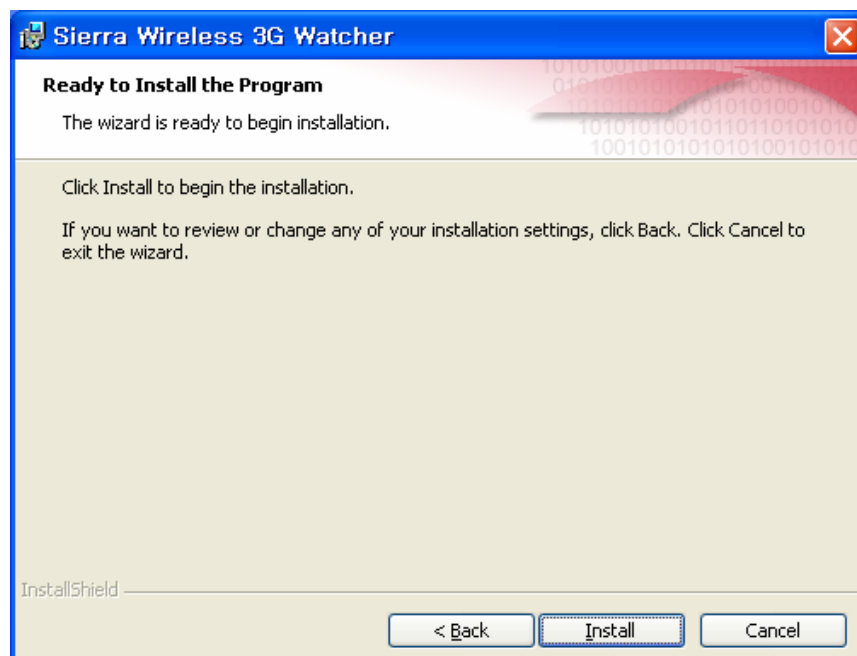 Sierra Wireless 3G Watcher
Ready to Install the Program
The wizard is ready to begin installation.
Click Install to begin the installation.
If you want to review or change any of your installation settings, click Back. Click Cancel to
exit the wizard.
InstallShield
< Back
Install
Cancel